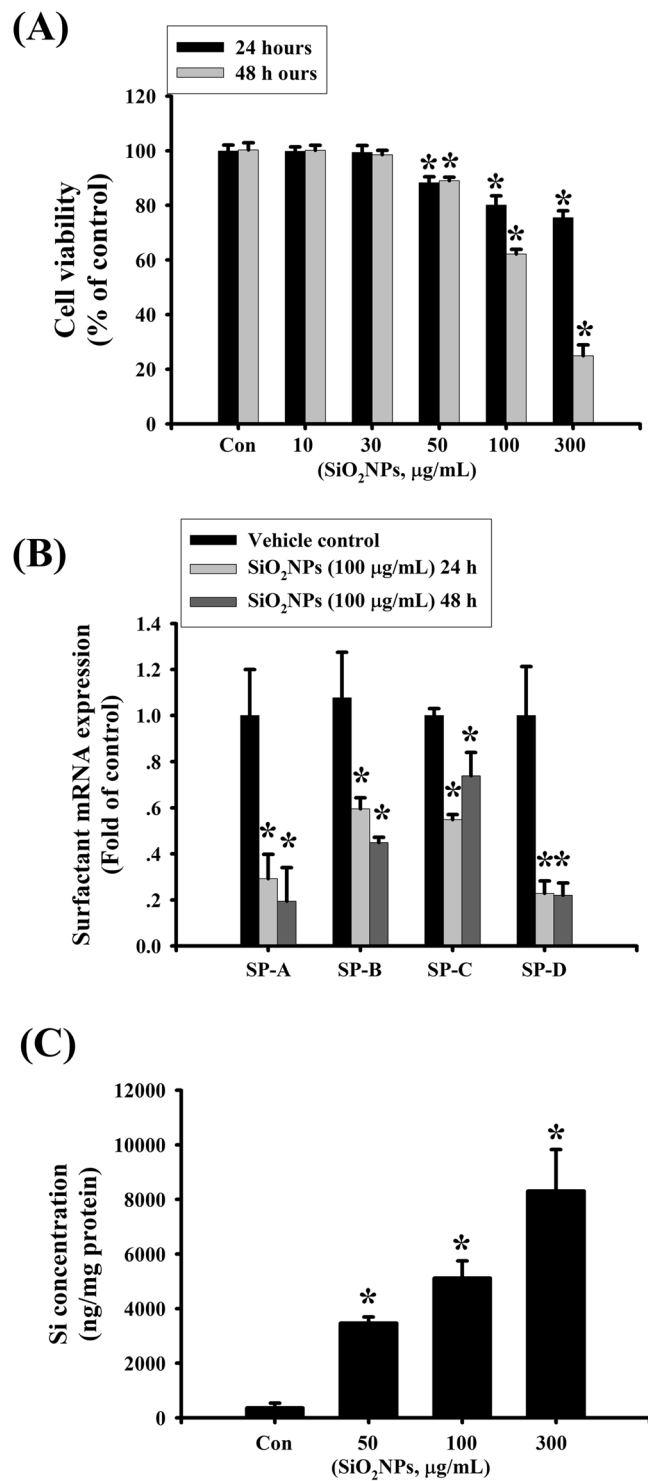 (A)
24 hours
48 h ours
120
100
80
60
40
20
0
Cell viability
(% of control)
* * * * * *
Con 10 30 50 100 300
(SiO₂NPs, μg/mL)
(B)
Vehicle control
SiO₂NPs (100 μg/mL) 24 h
SiO₂NPs (100 μg/mL) 48 h
1.4
1.2
1.0
.8
.6
.4
.2
0.0
Surfactant mRNA expression
(Fold of control)
* * * * * * * *
SP-A SP-B SP-C SP-D
(C)
12000
10000
8000
6000
4000
2000
0
Si concentration
(ng/mg protein)
* * *
Con 50 100 300
(SiO₂NPs, μg/mL)